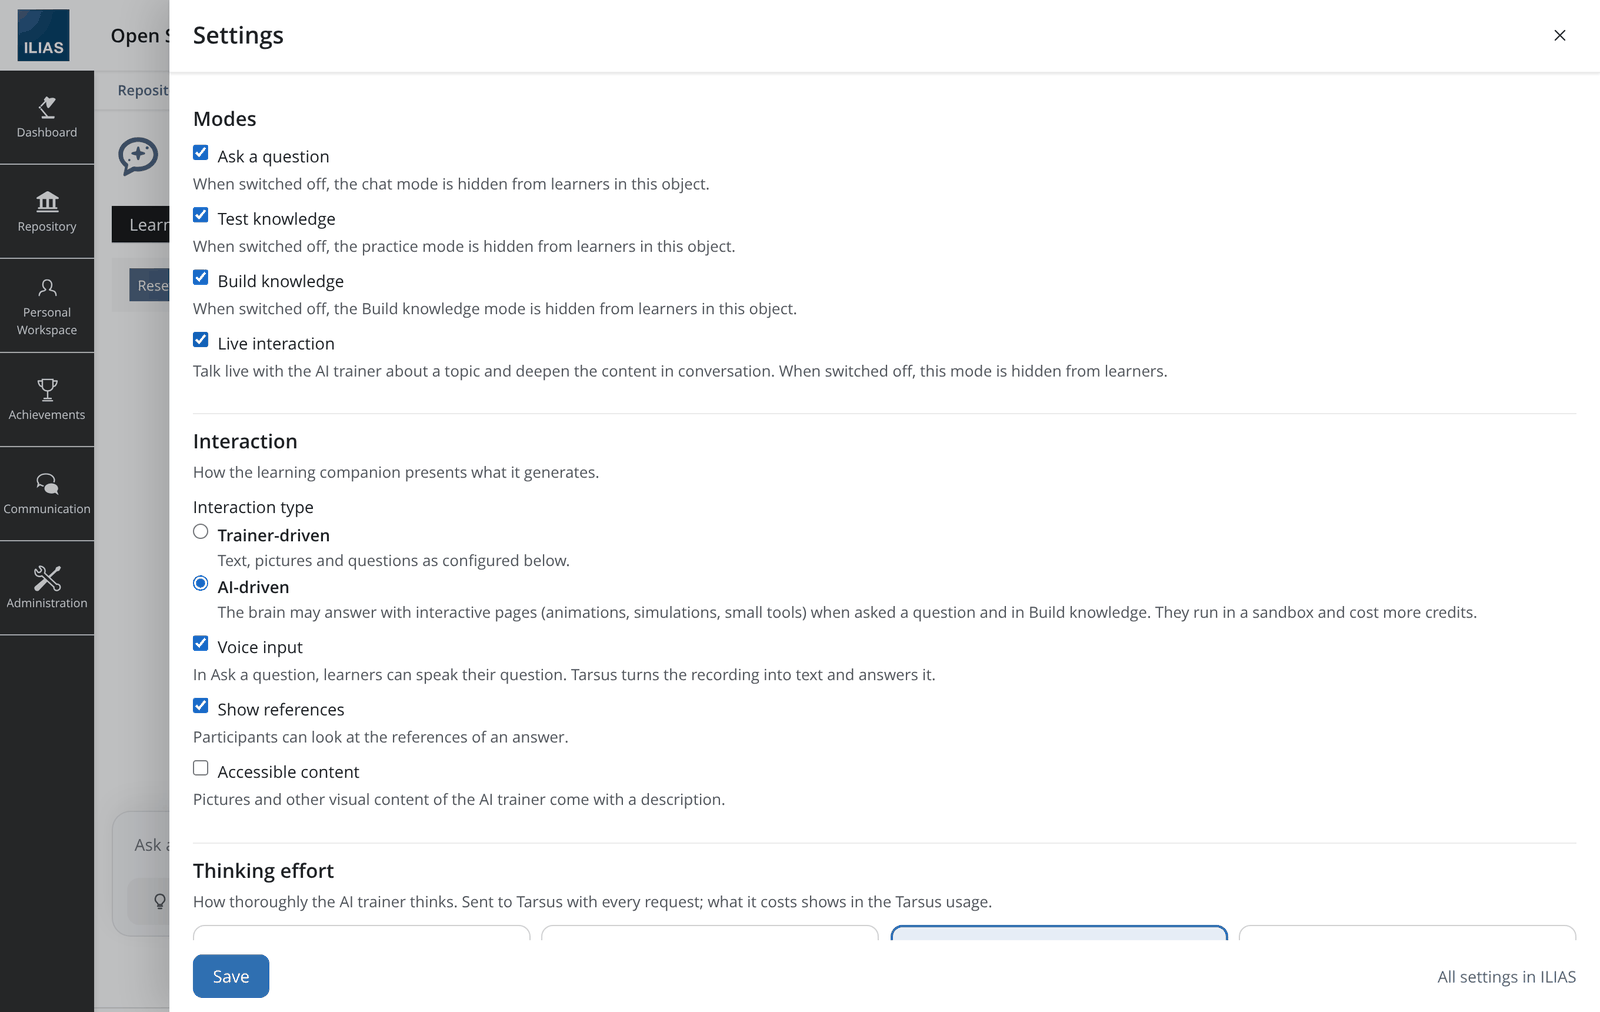 ILIAS
Open S
Settings
Dashboard
Reposit
Modes
Ask a question
When switched off, the chat mode is hidden from learners in this object.
Repository
Learn
Test knowledge
When switched off, the practice mode is hidden from learners in this object.
Rese
Build knowledge
When switched off, the Build knowledge mode is hidden from learners in this object.
Personal
Workspace
Live interaction
Talk live with the AI trainer about a topic and deepen the content in conversation. When switched off, this mode is hidden from learners.
Achievements
Interaction
How the learning companion presents what it generates.
Communication
Interaction type
Trainer-driven
Text, pictures and questions as configured below.
AI-driven
The brain may answer with interactive pages (animations, simulations, small tools) when asked a question and in Build knowledge. They run in a sandbox and cost more credits.
Administration
Voice input
In Ask a question, learners can speak their question. Tarsus turns the recording into text and answers it.
Show references
Participants can look at the references of an answer.
Accessible content
Pictures and other visual content of the AI trainer come with a description.
Ask a
Thinking effort
How thoroughly the AI trainer thinks. Sent to Tarsus with every request; what it costs shows in the Tarsus usage.
Save
All settings in ILIAS